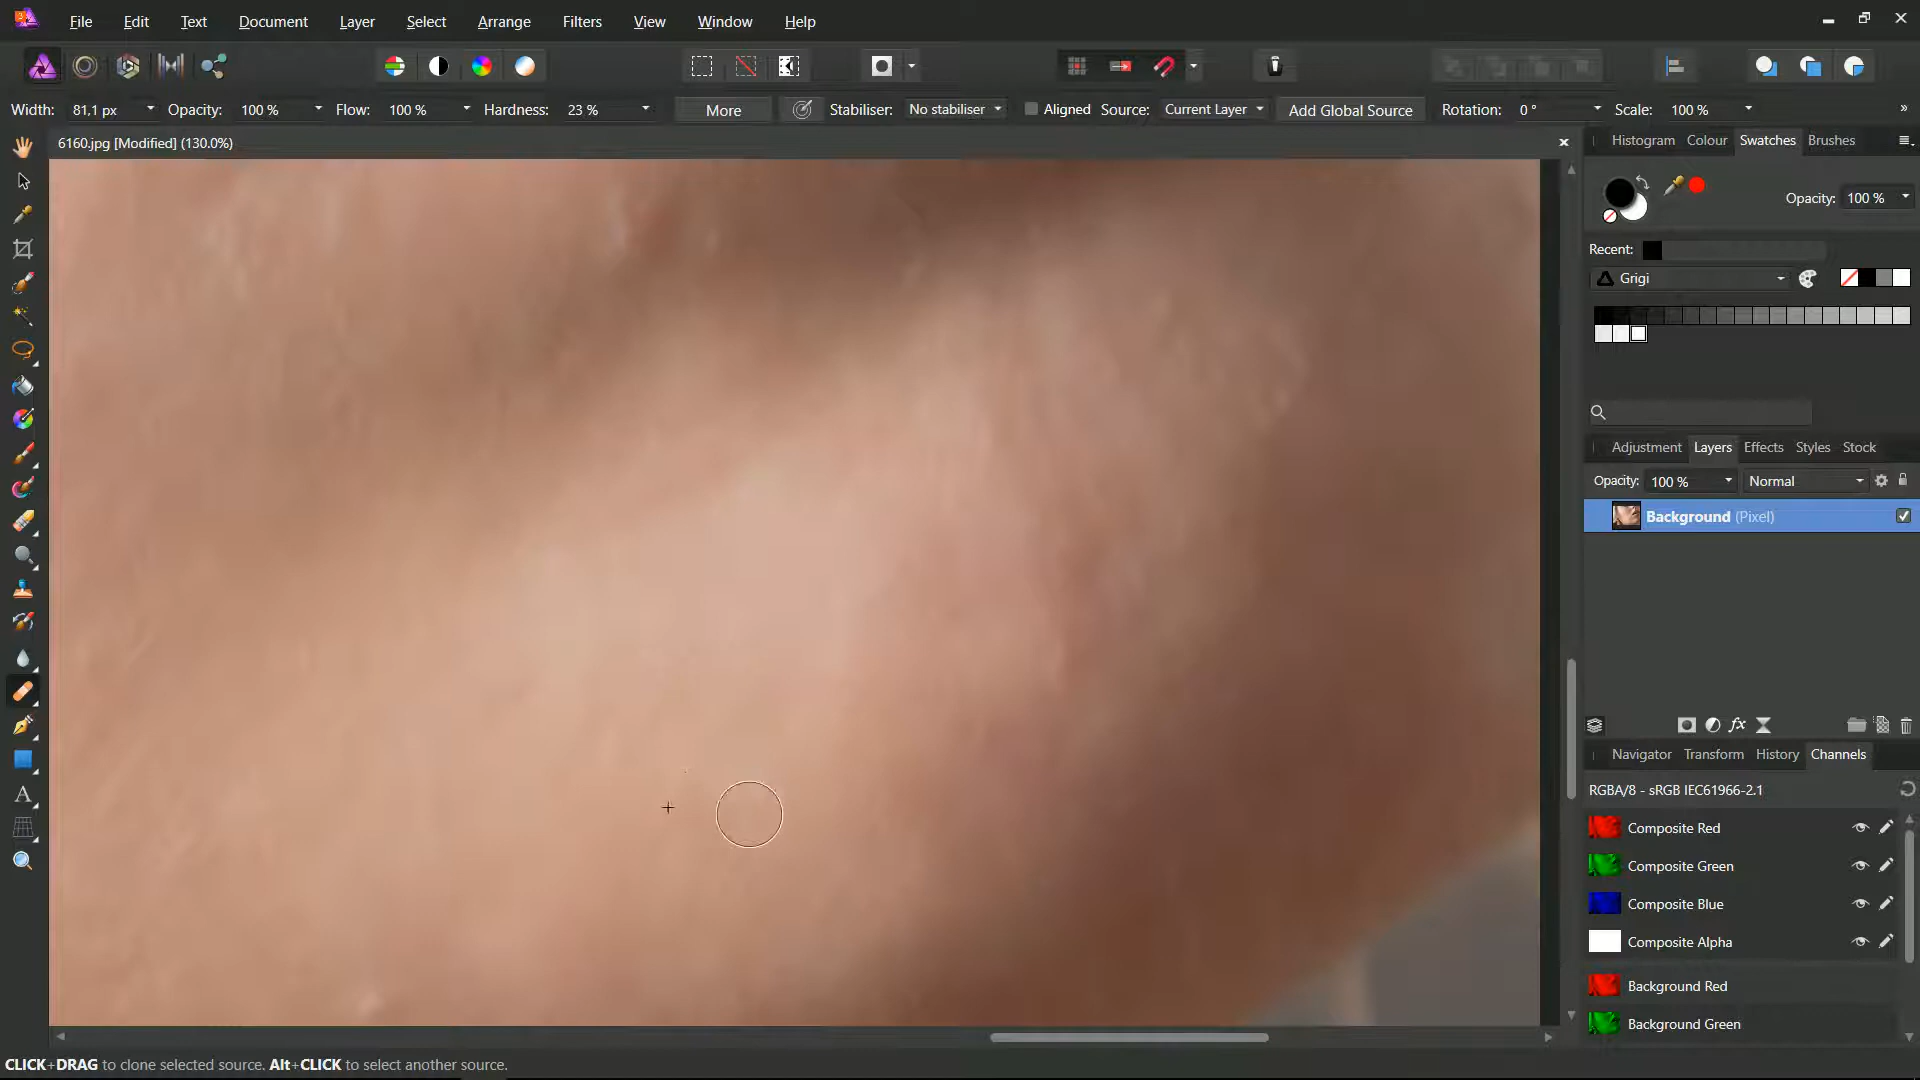 File Edit Text Document Layer Select Arrange Filters View Window Help
Width: 81,1 px Opacity: 100 % Flow: 100 % Hardness: 23 % More Stabiliser: No stabiliser Aligned Source: Current Layer Add Global Source Rotation: 0 ° Scale: 100 % »
6160.jpg [Modified] (130.0%)
Histogram Colour Swatches Brushes
Opacity: 100 %
Recent:
Grigi
Adjustment Layers Effects Styles Stock
Opacity: 100 % Normal
Background (Pixel)
Navigator Transform History Channels
RGBA/8 - sRGB IEC61966-2.1
Composite Red
Composite Green
Composite Blue
Composite Alpha
Background Red
Background Green
CLICK+DRAG to clone selected source. Alt+CLICK to select another source.